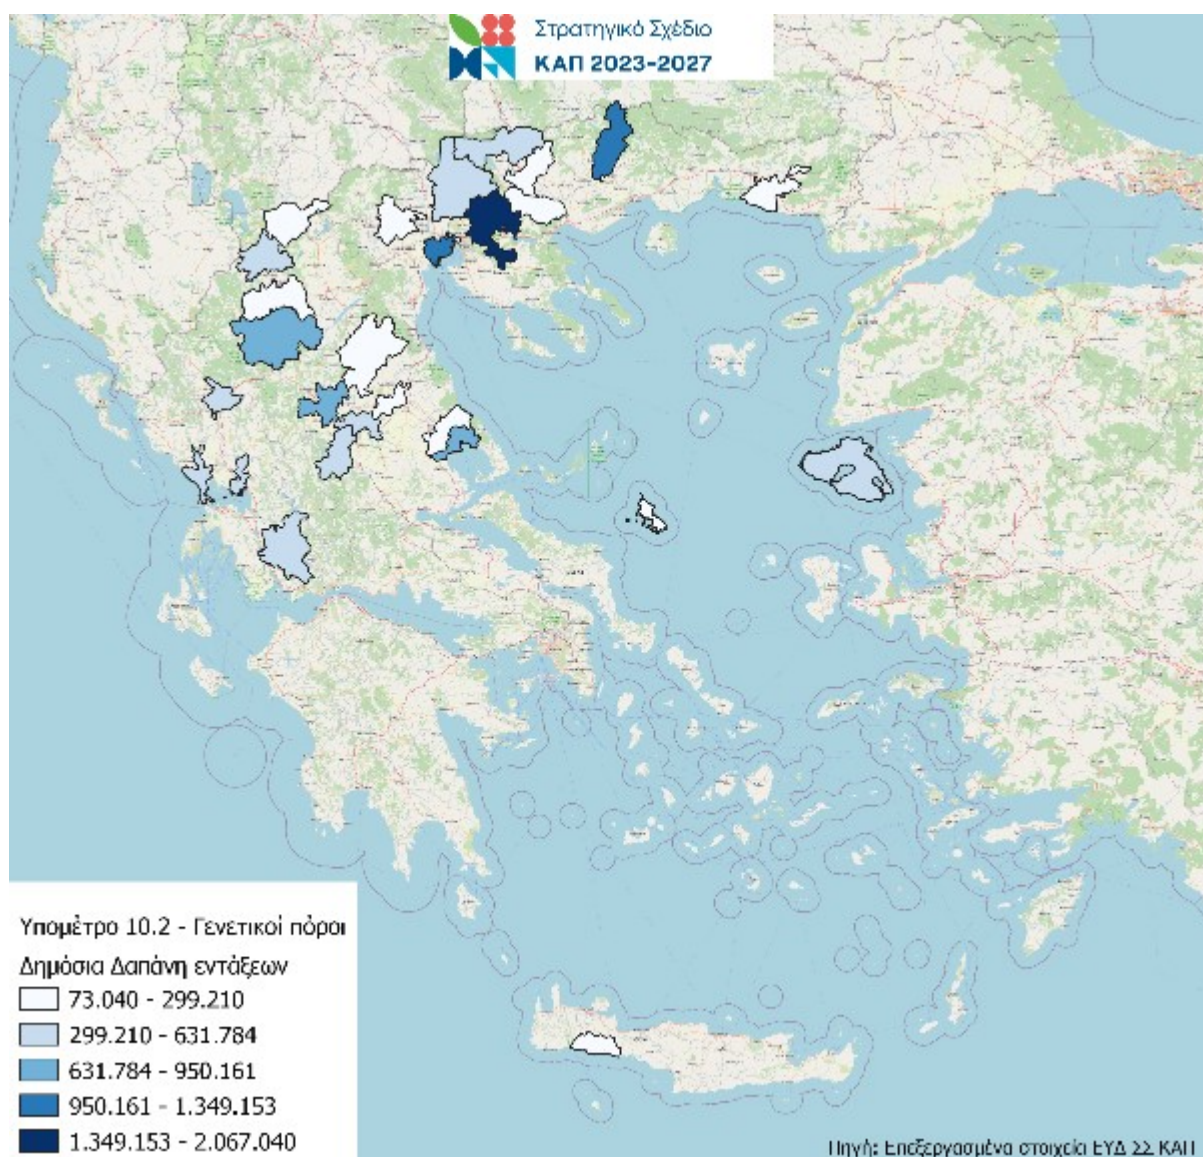 Στρατηγικό Σχέδιο
ΚΑΠ 2023-2027
Υπομέτρο 10.2 - Γενετικοί πόροι
Δημόσια Δαπάνη εντάξεων
73.040 - 299.210
299.210 - 631.784
631.784 - 950.161
950.161 - 1.349.153
1.349.153 - 2.067.040
Πηγή: Επεξεργασμένα στοιχεία ΕΥΔ ΣΣ ΚΑΠ